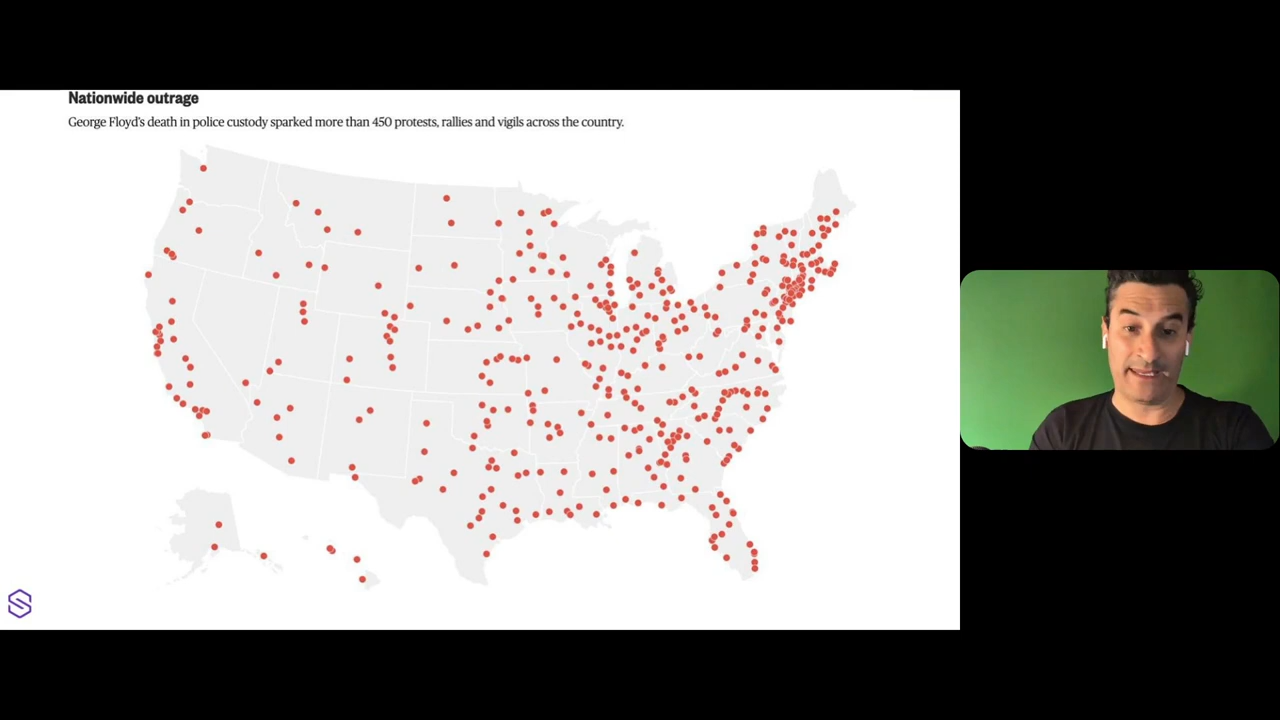 Nationwide outrage
George Floyd's death in police custody sparked more than 450 protests, rallies and vigils across the country.